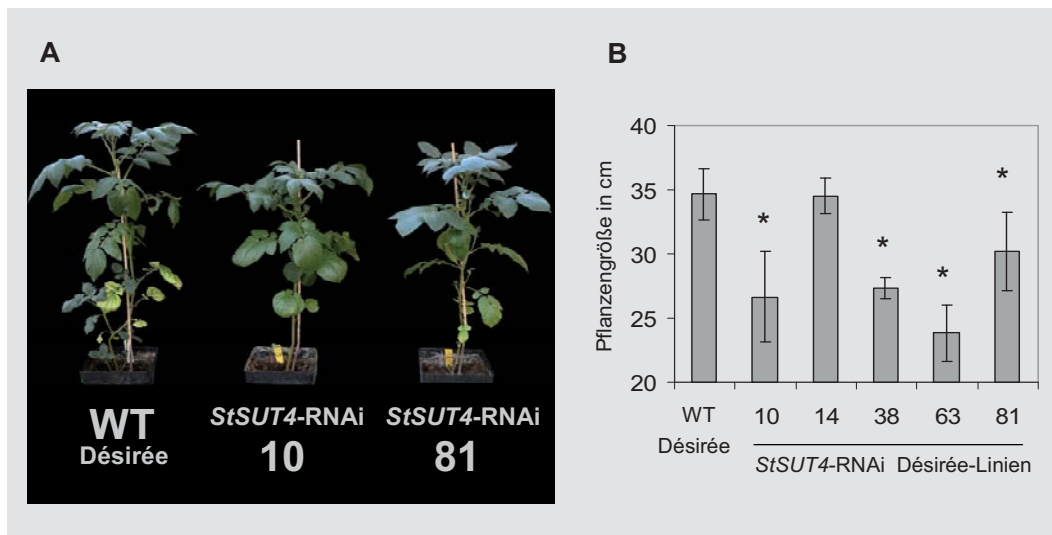 A
WT
Désirée
StSUT4-RNAi
10
StSUT4-RNAi
81
B
Pflanzengröße in cm
40
35
30
25
20
*
*
*
*
WT
Désirée
10
14
38
63
81
StSUT4-RNAi Désirée-Linien